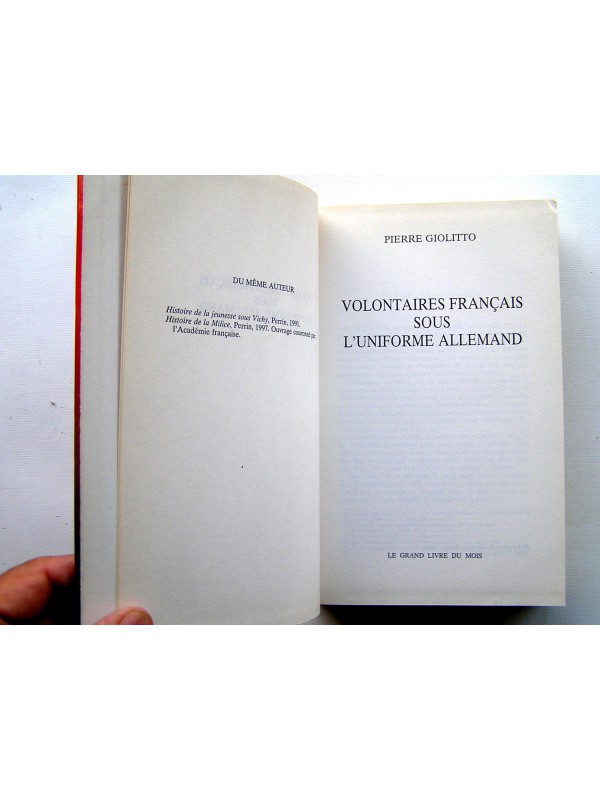 DU MÊME AUTEUR
Histoire de la jeunesse sous Vichy, Perrin, 1991.
Histoire de la Milice, Perrin, 1997. Ouvrage couronné par
l'Académie française.
PIERRE GIOLITTO
VOLONTAIRES FRANÇAIS
SOUS
L'UNIFORME ALLEMAND
LE GRAND LIVRE DU MOIS